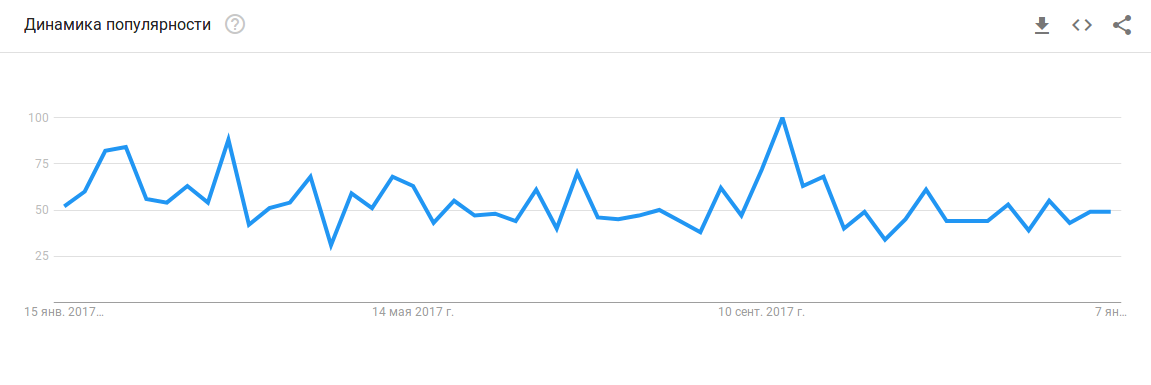 Динамика популярности
100
75
50
25
15 янв. 2017…
14 мая 2017 г.
10 сент. 2017 г.
7 ян…